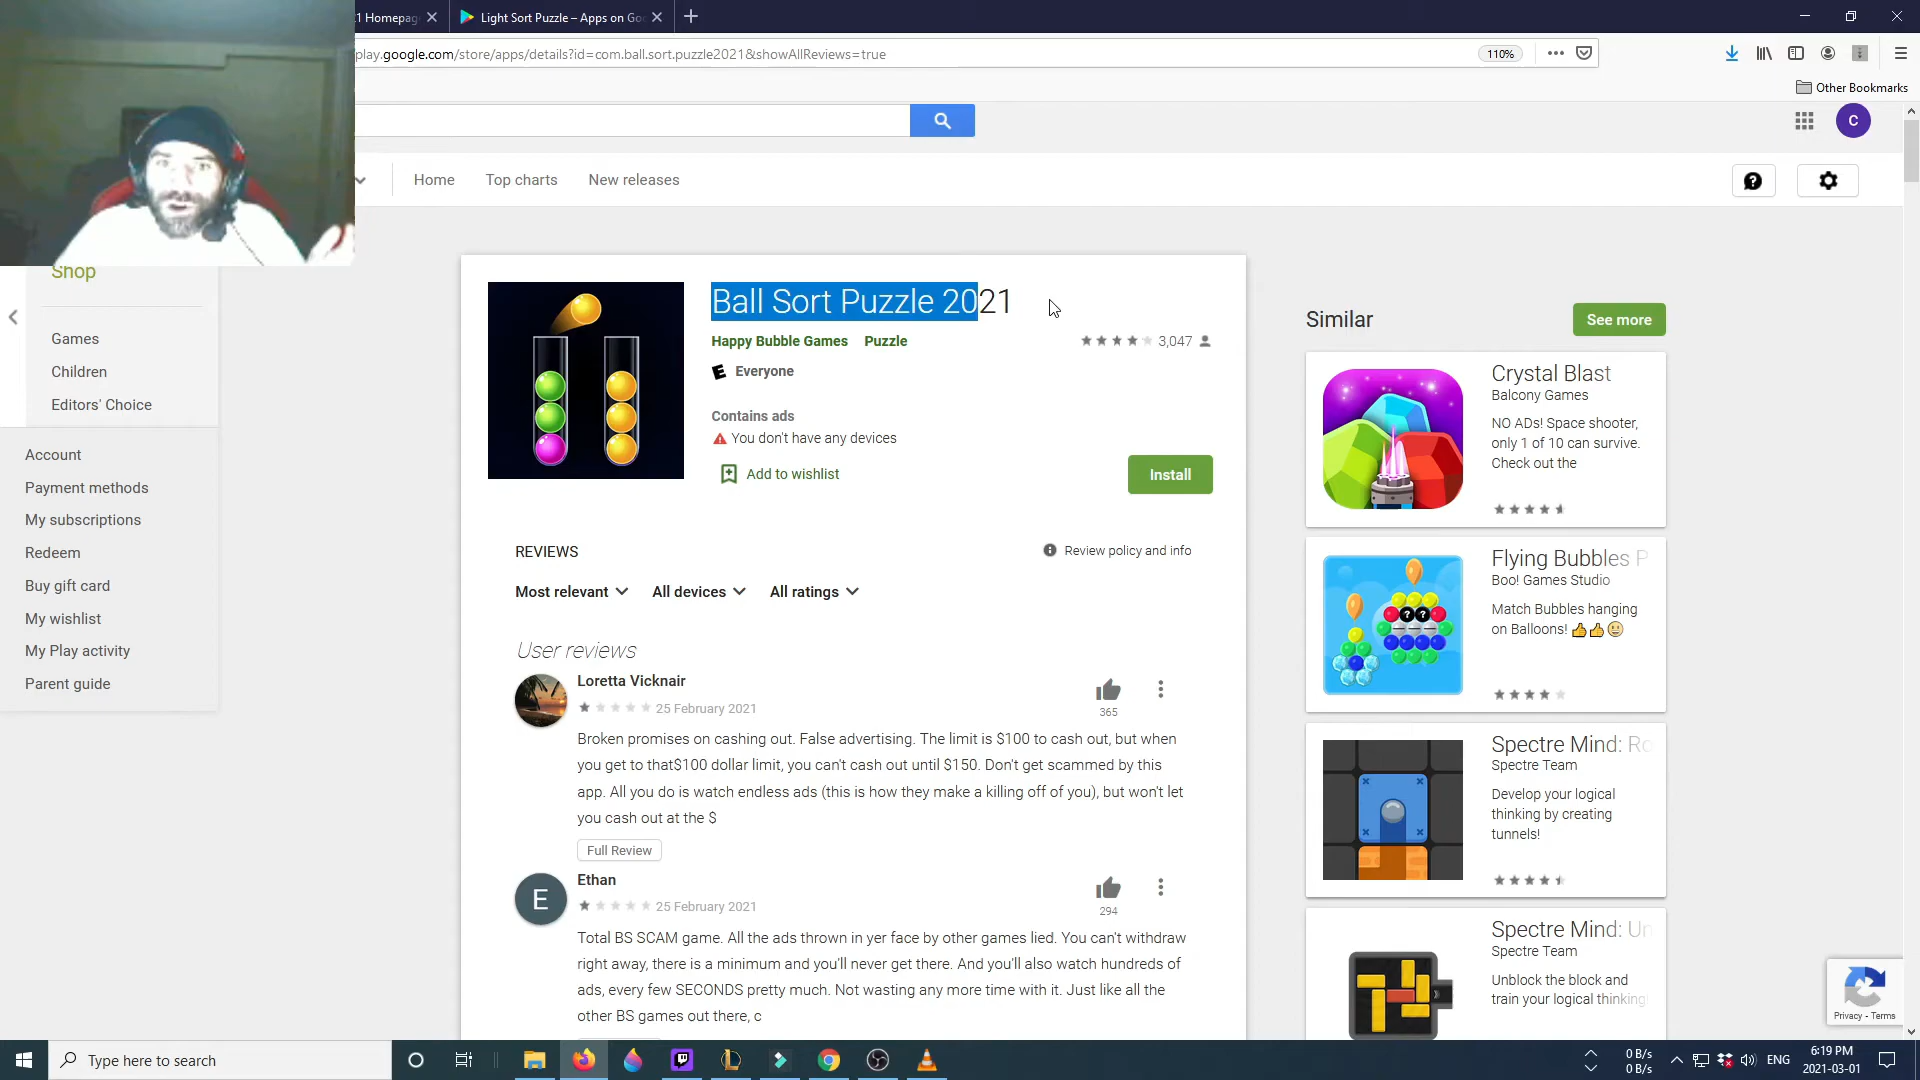 1 Homepag
Light Sort Puzzle – Apps on Go
play.google.com/store/apps/details?id=com.ball.sort.puzzle2021&showAllReviews=true
110%
Other Bookmarks
C
Home Top charts New releases
Shop
Games
Children
Editors' Choice
Account
Payment methods
My subscriptions
Redeem
Buy gift card
My wishlist
My Play activity
Parent guide
Ball Sort Puzzle 2021
Happy Bubble Games Puzzle
3,047
Everyone
Contains ads
You don't have any devices
Add to wishlist
Install
REVIEWS
Review policy and info
Most relevant All devices All ratings
User reviews
Loretta Vicknair
25 February 2021
365
Broken promises on cashing out. False advertising. The limit is $100 to cash out, but when
you get to that$100 dollar limit, you can't cash out until $150. Don't get scammed by this
app. All you do is watch endless ads (this is how they make a killing off of you), but won't let
you cash out at the $
Full Review
E
Ethan
25 February 2021
294
Total BS SCAM game. All the ads thrown in yer face by other games lied. You can't withdraw
right away, there is a minimum and you'll never get there. And you'll also watch hundreds of
ads, every few SECONDS pretty much. Not wasting any more time with it. Just like all the
other BS games out there, c
Similar
See more
Crystal Blast
Balcony Games
NO ADs! Space shooter,
only 1 of 10 can survive.
Check out the
Flying Bubbles P
Boo! Games Studio
Match Bubbles hanging
on Balloons! 👍👍😀
Spectre Mind: Ro
Spectre Team
Develop your logical
thinking by creating
tunnels!
Spectre Mind: Un
Spectre Team
Unblock the block and
train your logical thinking!
Privacy - Terms
Type here to search
0 B/s
0 B/s
ENG
6:19 PM
2021-03-01